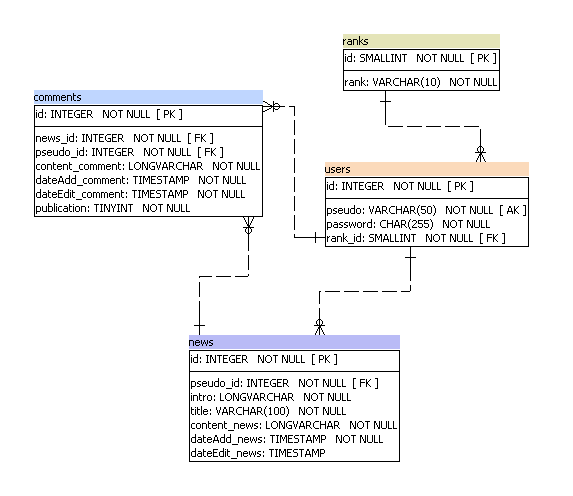 ranks
id: SMALLINT NOT NULL [ PK ]
rank: VARCHAR(10) NOT NULL
comments
id: INTEGER NOT NULL [ PK ]
news_id: INTEGER NOT NULL [ FK ]
pseudo_id: INTEGER NOT NULL [ FK ]
content_comment: LONGVARCHAR NOT NULL
dateAdd_comment: TIMESTAMP NOT NULL
dateEdit_comment: TIMESTAMP NOT NULL
publication: TINYINT NOT NULL
users
id: INTEGER NOT NULL [ PK ]
pseudo: VARCHAR(50) NOT NULL [ AK ]
password: CHAR(255) NOT NULL
rank_id: SMALLINT NOT NULL [ FK ]
news
id: INTEGER NOT NULL [ PK ]
pseudo_id: INTEGER NOT NULL [ FK ]
intro: LONGVARCHAR NOT NULL
title: VARCHAR(100) NOT NULL
content_news: LONGVARCHAR NOT NULL
dateAdd_news: TIMESTAMP NOT NULL
dateEdit_news: TIMESTAMP